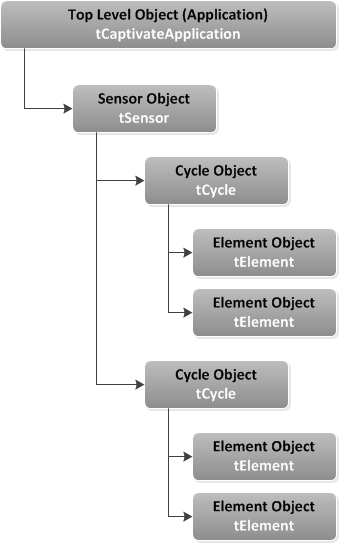 Top Level Object (Application)
tCaptivateApplication
Sensor Object
tSensor
Cycle Object
tCycle
Element Object
tElement
Element Object
tElement
Cycle Object
tCycle
Element Object
tElement
Element Object
tElement